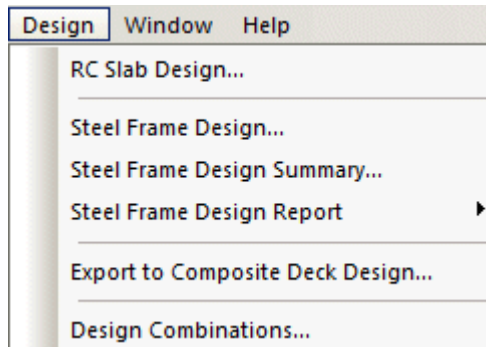 Design Window Help
RC Slab Design...
Steel Frame Design...
Steel Frame Design Summary...
Steel Frame Design Report
Export to Composite Deck Design...
Design Combinations...